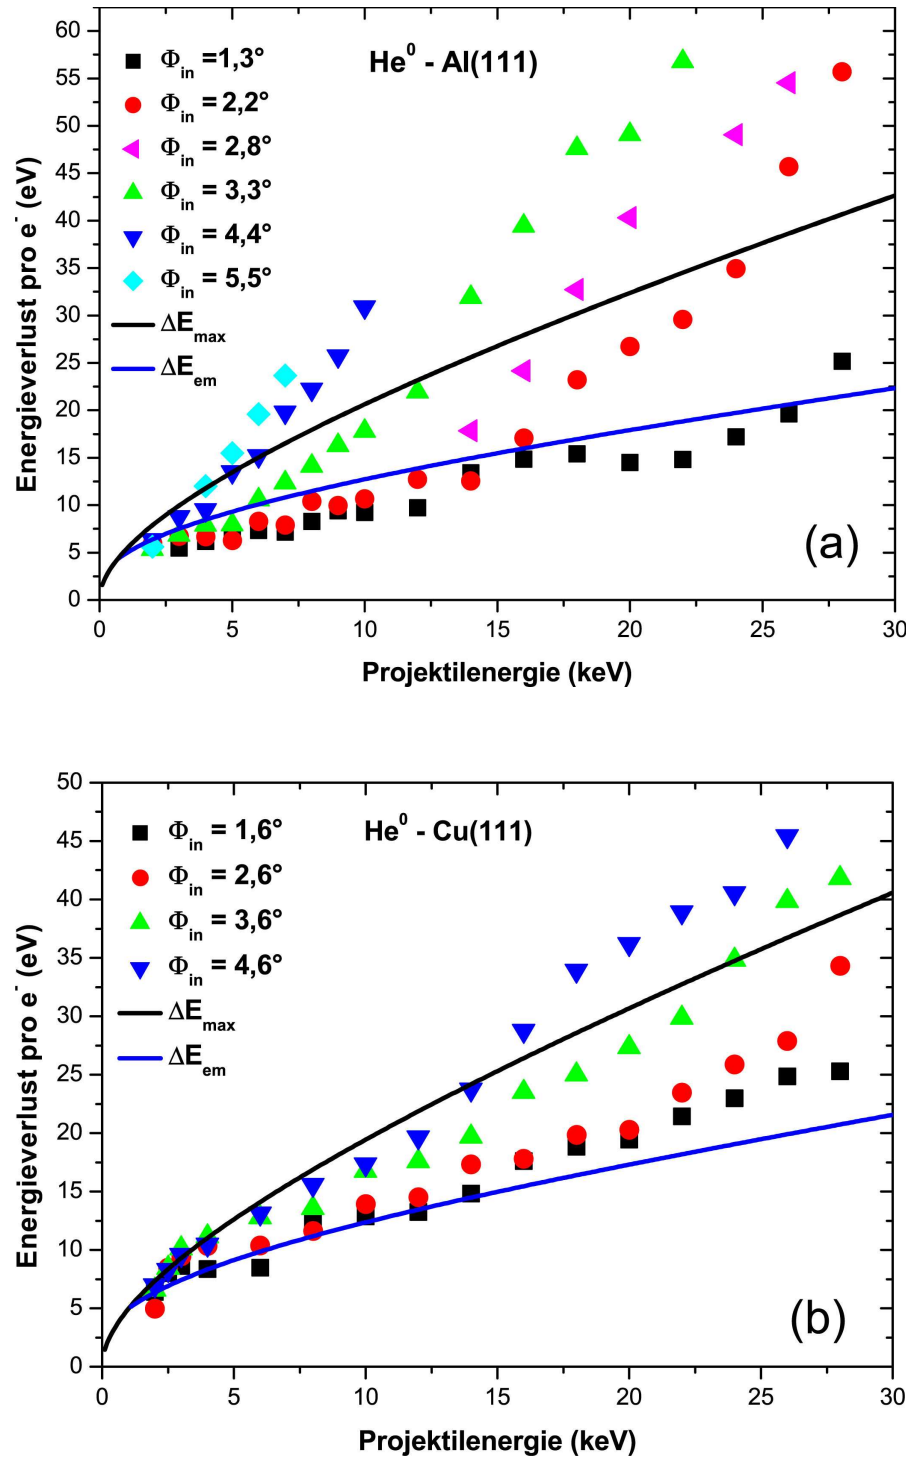 He⁰ - Al(111)
Φin = 1,3°
Φin = 2,2°
Φin = 2,8°
Φin = 3,3°
Φin = 4,4°
Φin = 5,5°
ΔEmax
ΔEem
(a)
Energieverlust pro e⁻ (eV)
60
55
50
45
40
35
30
25
20
15
10
5
0
0 5 10 15 20 25 30
Projektilenergie (keV)
He⁰ - Cu(111)
Φin = 1,6°
Φin = 2,6°
Φin = 3,6°
Φin = 4,6°
ΔEmax
ΔEem
(b)
Energieverlust pro e⁻ (eV)
50
45
40
35
30
25
20
15
10
5
0
0 5 10 15 20 25 30
Projektilenergie (keV)